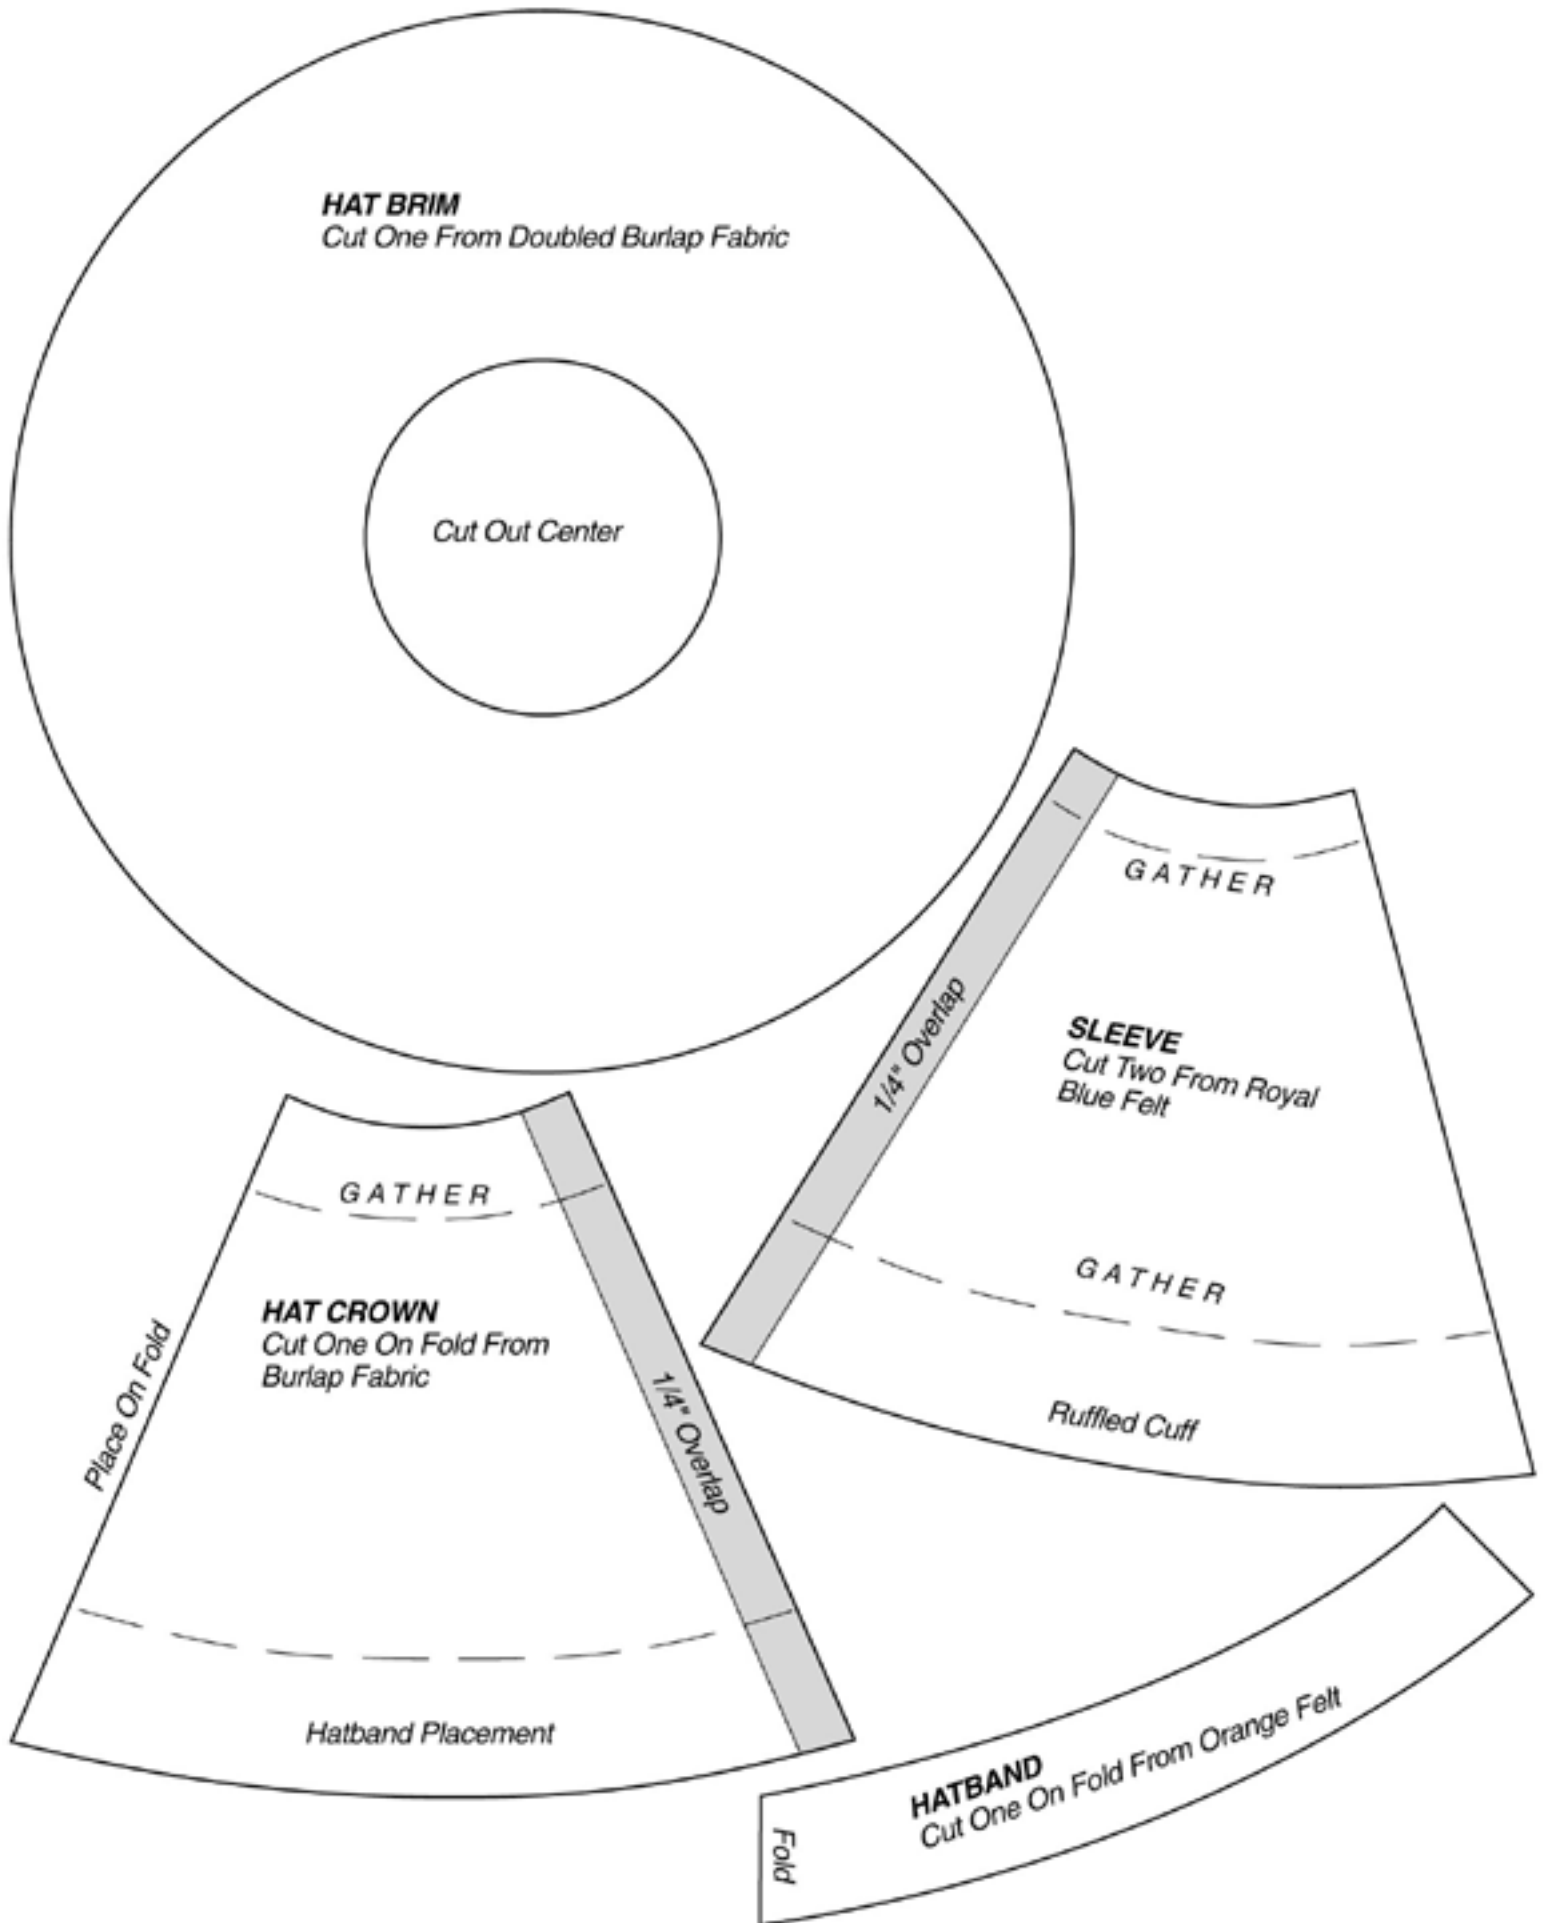 HAT BRIM
Cut One From Doubled Burlap Fabric
Cut Out Center
GATHER
1/4" Overlap
SLEEVE
Cut Two From Royal
Blue Felt
GATHER
Ruffled Cuff
GATHER
HAT CROWN
Cut One On Fold From
Burlap Fabric
Place On Fold
1/4" Overlap
Hatband Placement
HATBAND
Cut One On Fold From Orange Felt
Fold